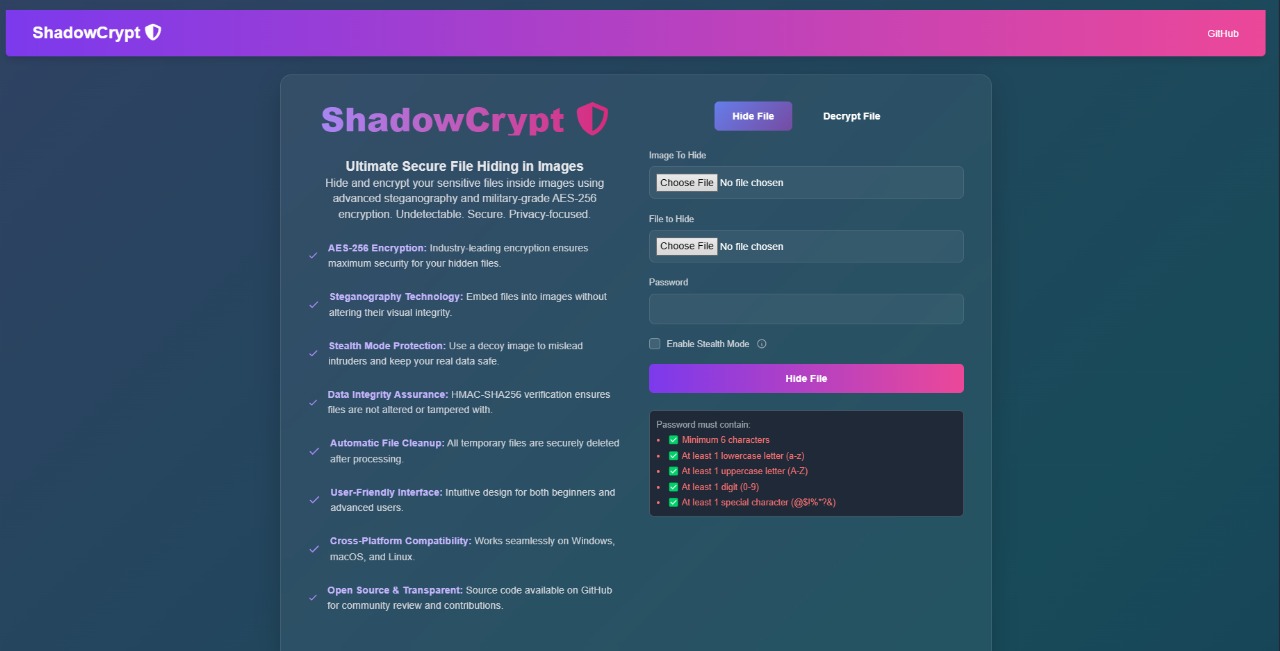 ShadowCrypt
GitHub
ShadowCrypt
Ultimate Secure File Hiding in Images
Hide and encrypt your sensitive files inside images using
advanced steganography and military-grade AES-256
encryption. Undetectable. Secure. Privacy-focused.
AES-256 Encryption: Industry-leading encryption ensures
maximum security for your hidden files.
Steganography Technology: Embed files into images without
altering their visual integrity.
Stealth Mode Protection: Use a decoy image to mislead
intruders and keep your real data safe.
Data Integrity Assurance: HMAC-SHA256 verification ensures
files are not altered or tampered with.
Automatic File Cleanup: All temporary files are securely deleted
after processing.
User-Friendly Interface: Intuitive design for both beginners and
advanced users.
Cross-Platform Compatibility: Works seamlessly on Windows,
macOS, and Linux.
Open Source & Transparent: Source code available on GitHub
for community review and contributions.
Hide File
Decrypt File
Image To Hide
Choose File No file chosen
File to Hide
Choose File No file chosen
Password
Enable Stealth Mode
Hide File
Password must contain:
• ✅ Minimum 6 characters
• ✅ At least 1 lowercase letter (a-z)
• ✅ At least 1 uppercase letter (A-Z)
• ✅ At least 1 digit (0-9)
• ✅ At least 1 special character (@$!%*?&)